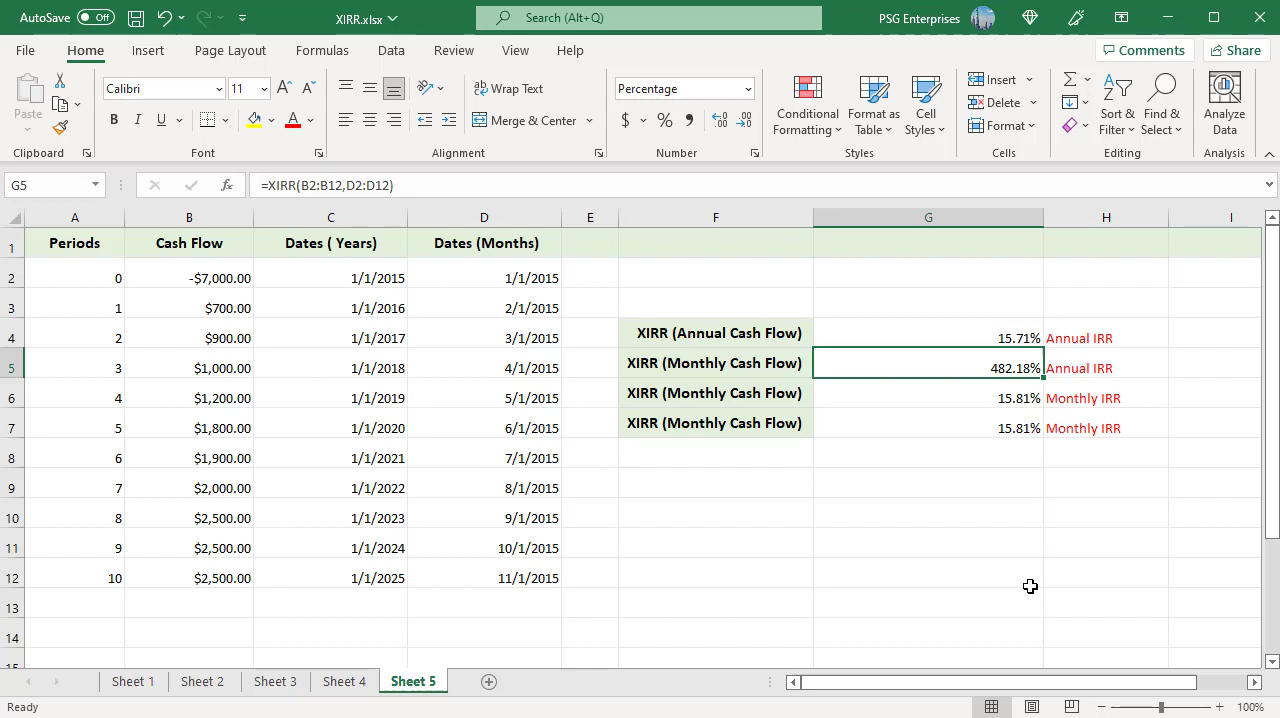 AutoSave Off XIRR.xlsx Search (Alt+Q) PSG Enterprises
File Home Insert Page Layout Formulas Data Review View Help Comments Share
Paste
Calibri 11 A A
B I U A
Wrap Text
Merge & Center
Percentage
$ % 9
Conditional Formatting
Format as Table
Cell Styles
Insert
Delete
Format
Sort & Filter
Find & Select
Analyze Data
Clipboard Font Alignment Number Styles Cells Editing Analysis
G5 fx =XIRR(B2:B12,D2:D12)
A B C D E F G H I
1 Periods Cash Flow Dates ( Years) Dates (Months)
2 0 -$7,000.00 1/1/2015 1/1/2015
3 1 $700.00 1/1/2016 2/1/2015
4 2 $900.00 1/1/2017 3/1/2015 XIRR (Annual Cash Flow) 15.71% Annual IRR
5 3 $1,000.00 1/1/2018 4/1/2015 XIRR (Monthly Cash Flow) 482.18% Annual IRR
6 4 $1,200.00 1/1/2019 5/1/2015 XIRR (Monthly Cash Flow) 15.81% Monthly IRR
7 5 $1,800.00 1/1/2020 6/1/2015 XIRR (Monthly Cash Flow) 15.81% Monthly IRR
8 6 $1,900.00 1/1/2021 7/1/2015
9 7 $2,000.00 1/1/2022 8/1/2015
10 8 $2,500.00 1/1/2023 9/1/2015
11 9 $2,500.00 1/1/2024 10/1/2015
12 10 $2,500.00 1/1/2025 11/1/2015
13
14
15
Sheet 1 Sheet 2 Sheet 3 Sheet 4 Sheet 5
Ready 100%